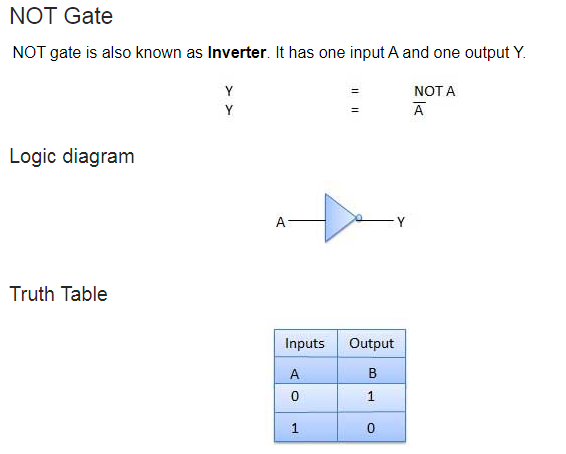 NOT Gate
NOT gate is also known as Inverter. It has one input A and one output Y.
Y = NOT A
Y = A̅
Logic diagram
A Y
Truth Table
Inputs Output
A B
0 1
1 0